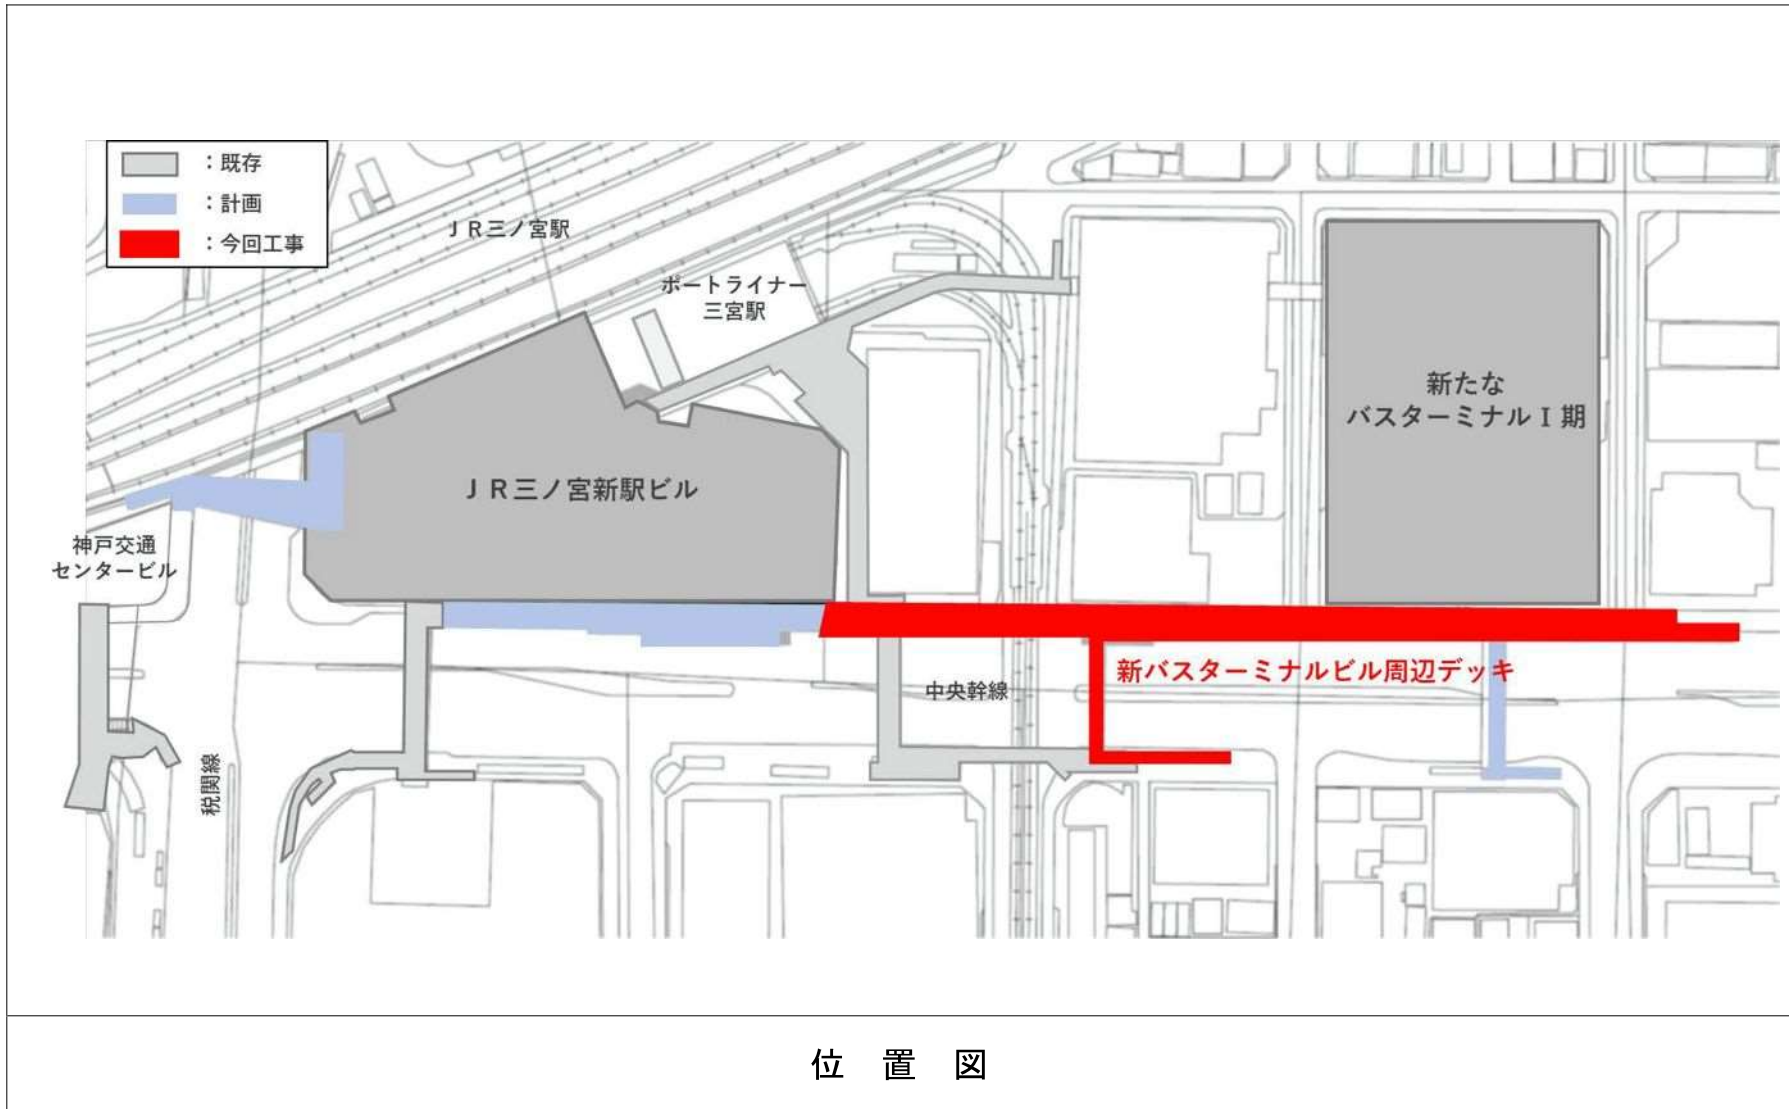 ：既存
：計画
：今回工事
ＪＲ三ノ宮駅
ポートライナー
三宮駅
新たな
バスターミナルⅠ期
ＪＲ三ノ宮新駅ビル
神戸交通
センタービル
新バスターミナルビル周辺デッキ
中央幹線
税関線
位 置 図